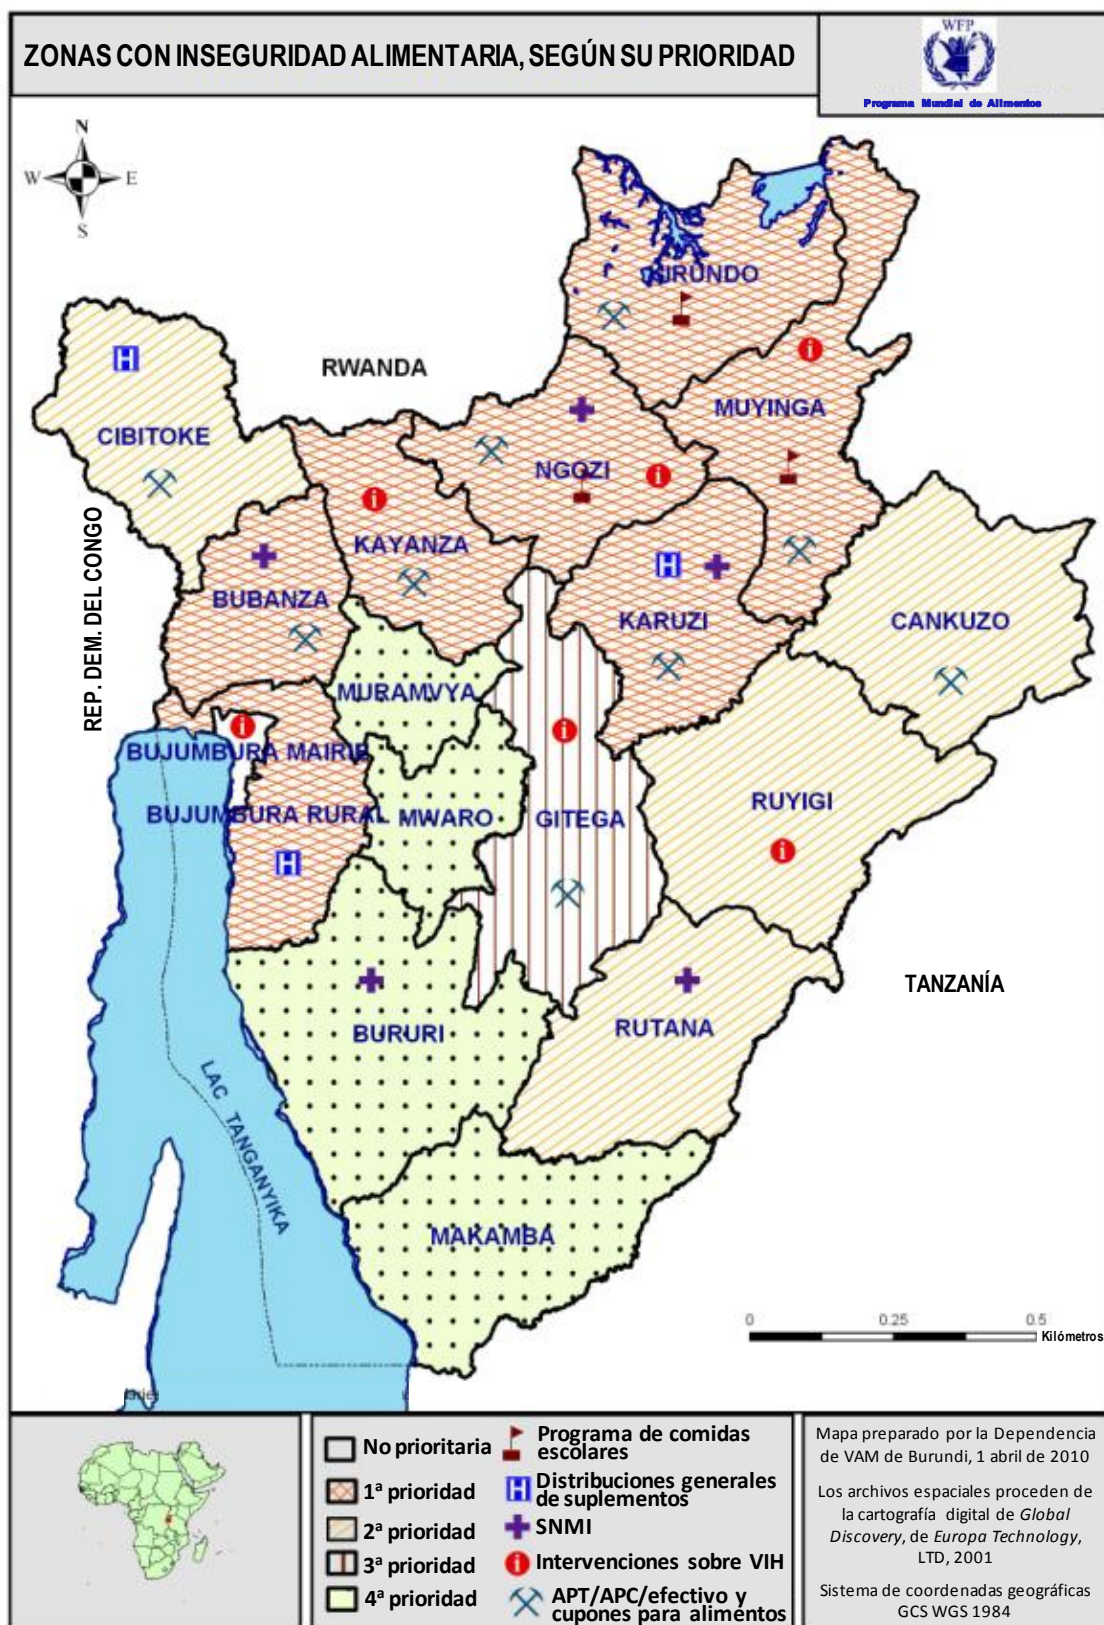 ZONAS CON INSEGURIDAD ALIMENTARIA, SEGÚN SU PRIORIDAD
WFP
Programa Mundial de Alimentos
N
W E
S
KIRUNDO
RWANDA
MUYINGA
CIBITOKE
NGOZI
KAYANZA
REP. DEM. DEL CONGO
BUBANZA
KARUZI
CANKUZO
MURAMVYA
BUJUMBURA MAIRIE
RUYIGI
BUJUMBURA RURAL
MWARO
GITEGA
TANZANÍA
BURURI
RUTANA
LAC TANGANYIKA
MAKAMBA
0 0.25 0.5
Kilómetros
No prioritaria
1ª prioridad
2ª prioridad
3ª prioridad
4ª prioridad
Programa de comidas
escolares
Distribuciones generales
de suplementos
SNMI
Intervenciones sobre VIH
APT/APC/efectivo y
cupones para alimentos
Mapa preparado por la Dependencia
de VAM de Burundi, 1 abril de 2010
Los archivos espaciales proceden de
la cartografía digital de Global
Discovery, de Europa Technology,
LTD, 2001
Sistema de coordenadas geográficas
GCS WGS 1984